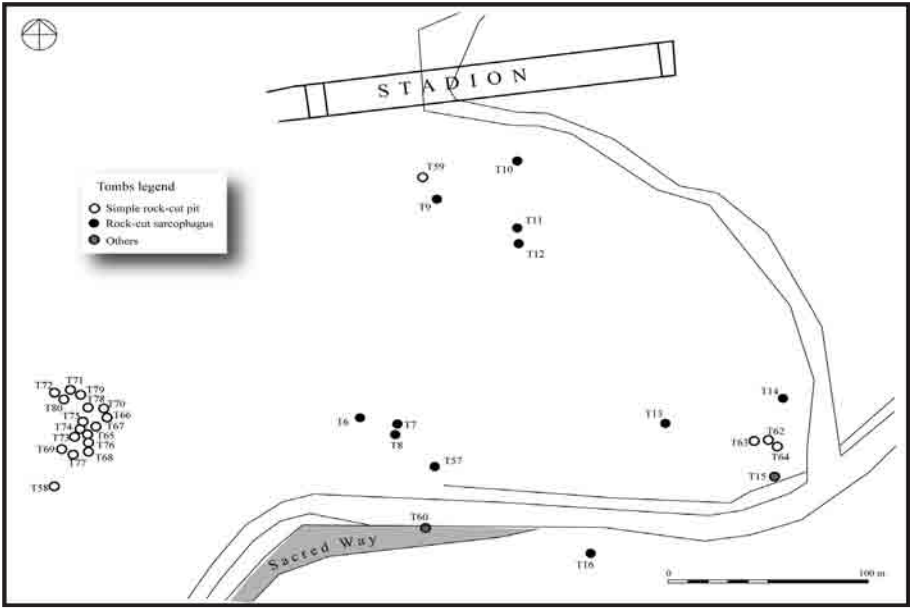 STADION
T59
T10
T9
Tombs legend
Simple rock-cut pit
Rock-cut sarcophagus
Others
T11
T12
T71
T72
T79
T80
T78
T70
T66
T75
T67
T74
T65
T73
T76
T69
T68
T77
T58
T6
T7
T8
T57
T13
T14
T62
T63
T64
T15
T60
Sacred Way
T16
0
100 m